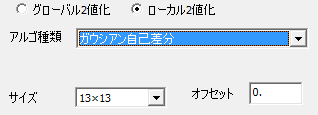 グローバル2値化 ローカル2値化
アルゴ種類 ガウシアン自己差分
サイズ 13×13 オフセット 0.